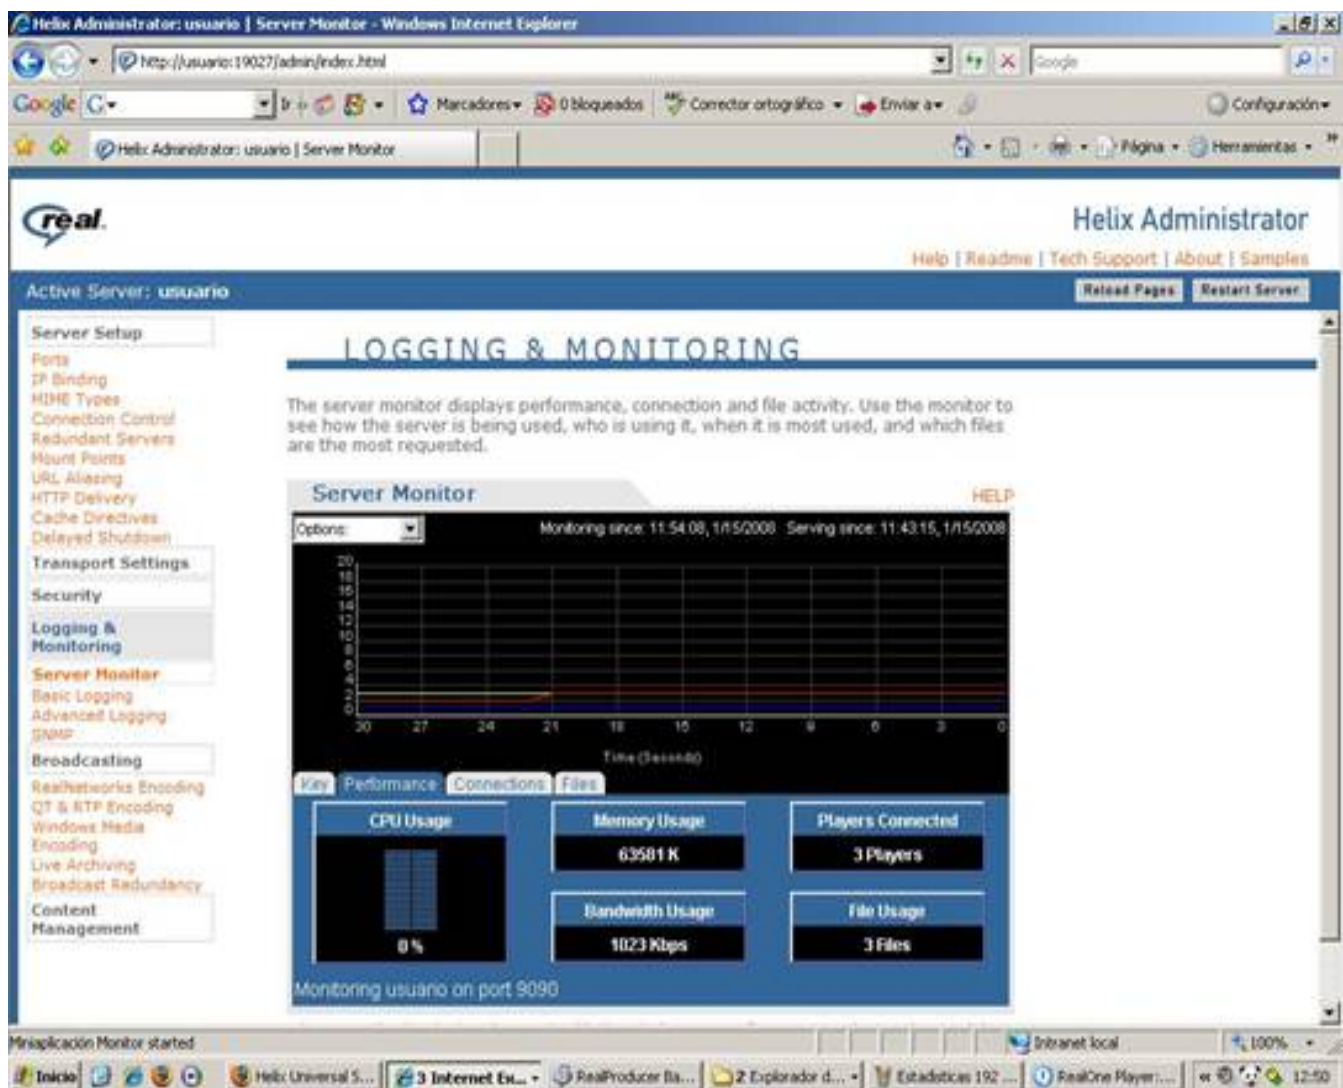 Helix Administrator: usuario | Server Monitor - Windows Internet Explorer
http://usuario:19027/admin/index.html
Google
Google
Marcadores
0 bloqueados
Corrector ortográfico
Enviar a
Configuración
Helix Administrator: usuario | Server Monitor
Página
Herramientas
real.
Helix Administrator
Help | Readme | Tech Support | About | Samples
Active Server: usuario
Reload Pages
Restart Server
Server Setup
Ports
IP Binding
MIME Types
Connection Control
Redundant Servers
Mount Points
URL Aliasing
HTTP Delivery
Cache Directives
Delayed Shutdown
Transport Settings
Security
Logging &
Monitoring
Server Monitor
Basic Logging
Advanced Logging
SNMP
Broadcasting
RealNetworks Encoding
QT & RTP Encoding
Windows Media
Encoding
Live Archiving
Broadcast Redundancy
Content
Management
LOGGING & MONITORING
The server monitor displays performance, connection and file activity. Use the monitor to
see how the server is being used, who is using it, when it is most used, and which files
are the most requested.
Server Monitor
HELP
Options:
Monitoring since: 11:54:08, 1/15/2008 Serving since: 11:43:15, 1/15/2008
20
18
16
14
12
10
8
6
4
2
0
30 27 24 21 18 15 12 9 6 3 0
Time (Seconds)
Key Performance Connections Files
CPU Usage
0 %
Memory Usage
63581 K
Players Connected
3 Players
Bandwidth Usage
1023 Kbps
File Usage
3 Files
Monitoring usuario on port 9090
Miniaplicación Monitor started
Intranet local
100%
Inicio
Helix Universal S...
3 Internet Ex...
RealProducer Ba...
2 Explorador d...
Estadisticas 192 ...
RealOne Player:...
12:50